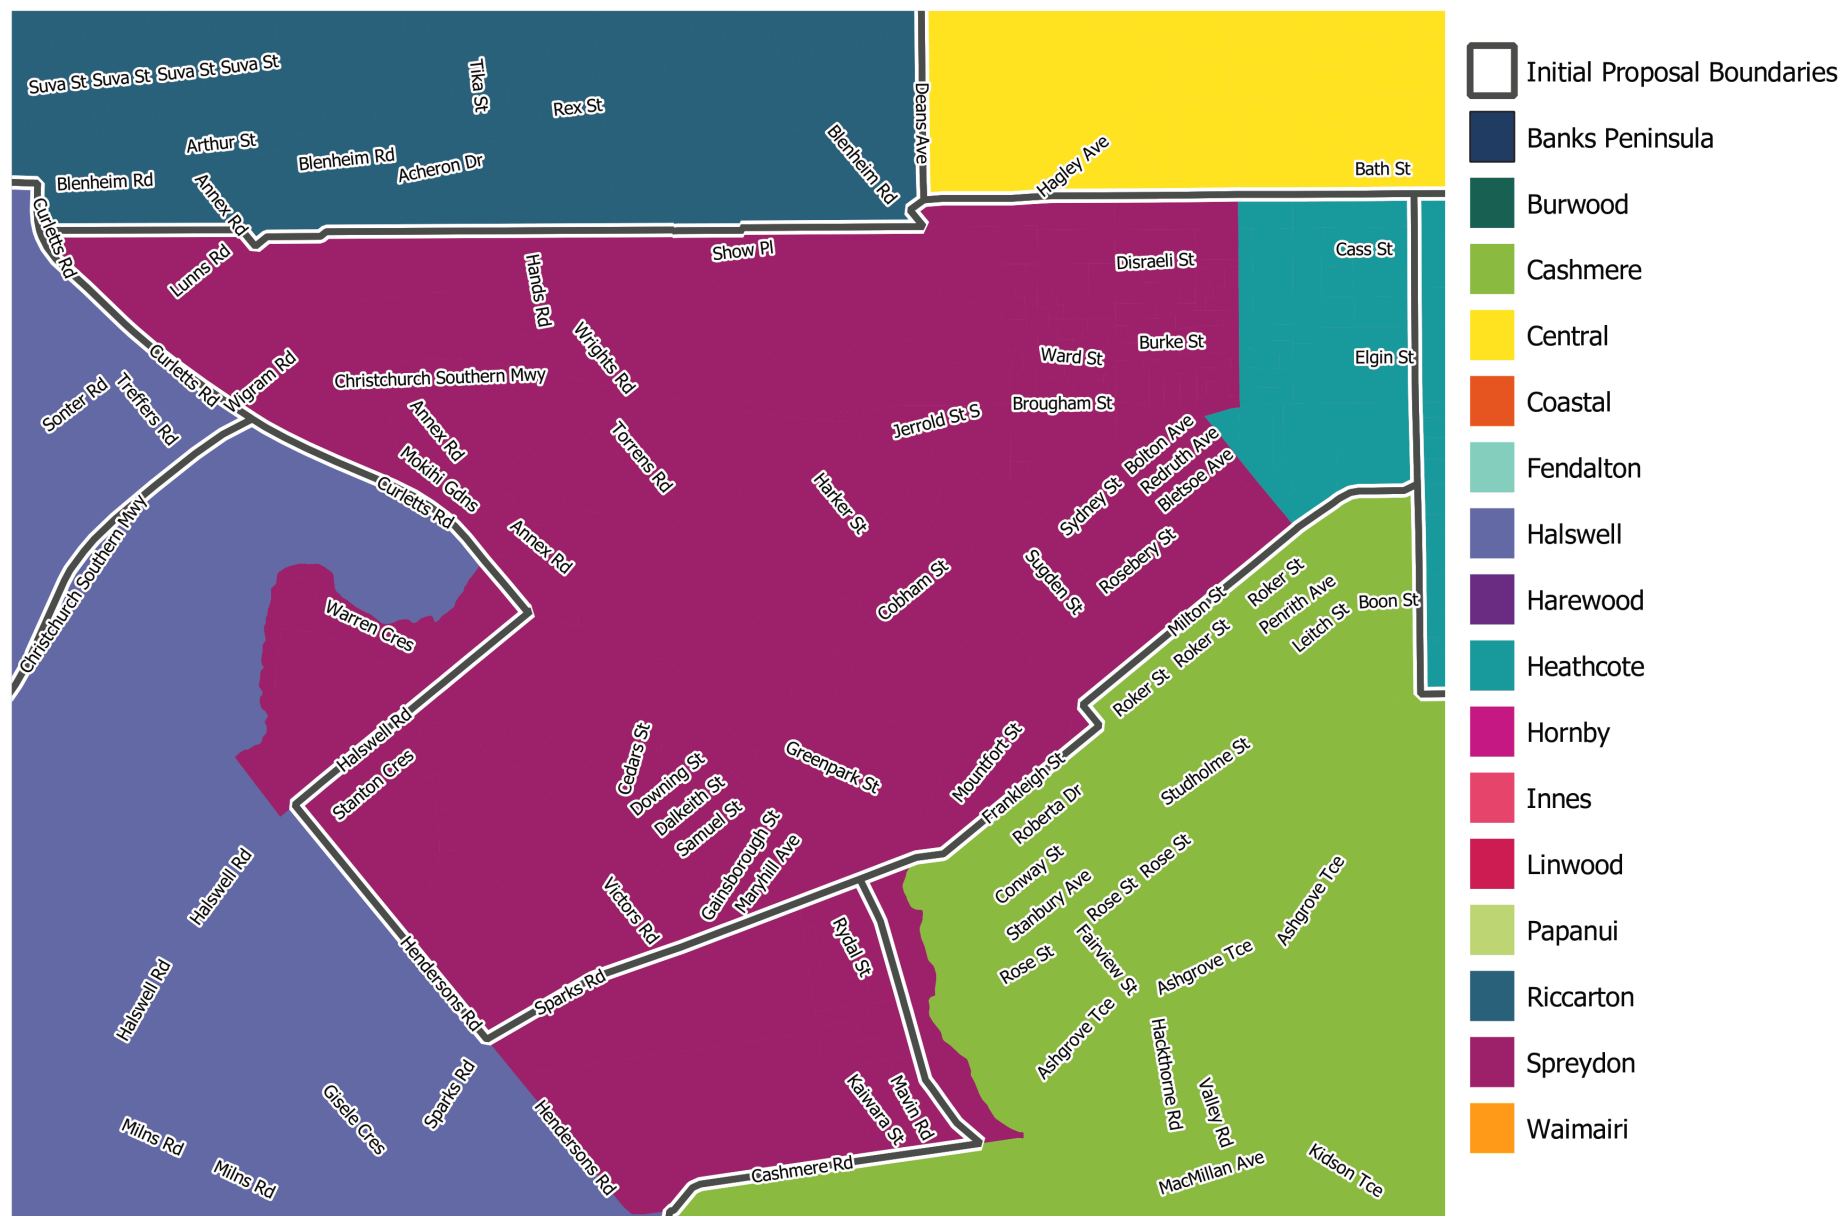 Suva St Suva St Suva St Suva St
Tika St
Rex St
Arthur St
Blenheim Rd
Acheron Dr
Blenheim Rd
Annex Rd
Blenheim Rd
Deans Ave
Hagley Ave
Bath St
Curletts Rd
Lunns Rd
Hands Rd
Show Pl
Disraeli St
Cass St
Wrights Rd
Ward St
Burke St
Elgin St
Curletts Rd
Wigram Rd
Christchurch Southern Mwy
Sonter Rd
Treffers Rd
Annex Rd
Jerrold St S
Brougham St
Torrens Rd
Mokihi Gdns
Curletts Rd
Bolton Ave
Redruth Ave
Bletsoe Ave
Sydney St
Harker St
Christchurch Southern Mwy
Annex Rd
Rosebery St
Sugden St
Cobham St
Warren Cres
Milton St
Roker St
Penrith Ave
Leitch St
Boon St
Roker St
Roker St
Halswell Rd
Stanton Cres
Cedars St
Downing St
Dalkeith St
Samuel St
Gainsborough St
Maryhill Ave
Greenpark St
Mountfort St
Frankleigh St
Studholme St
Roberta Dr
Conway St
Stanbury Ave
Rose St
Rose St
Rose St
Fairview St
Ashgrove Tce
Ashgrove Tce
Ashgrove Tce
Halswell Rd
Halswell Rd
Hendersons Rd
Victors Rd
Sparks Rd
Rydal St
Kaiwara St
Mavin Rd
Hackthorne Rd
Valley Rd
Sparks Rd
Gisele Cres
Milns Rd
Milns Rd
Hendersons Rd
Cashmere Rd
MacMillan Ave
Kidson Tce
Initial Proposal Boundaries
Banks Peninsula
Burwood
Cashmere
Central
Coastal
Fendalton
Halswell
Harewood
Heathcote
Hornby
Innes
Linwood
Papanui
Riccarton
Spreydon
Waimairi